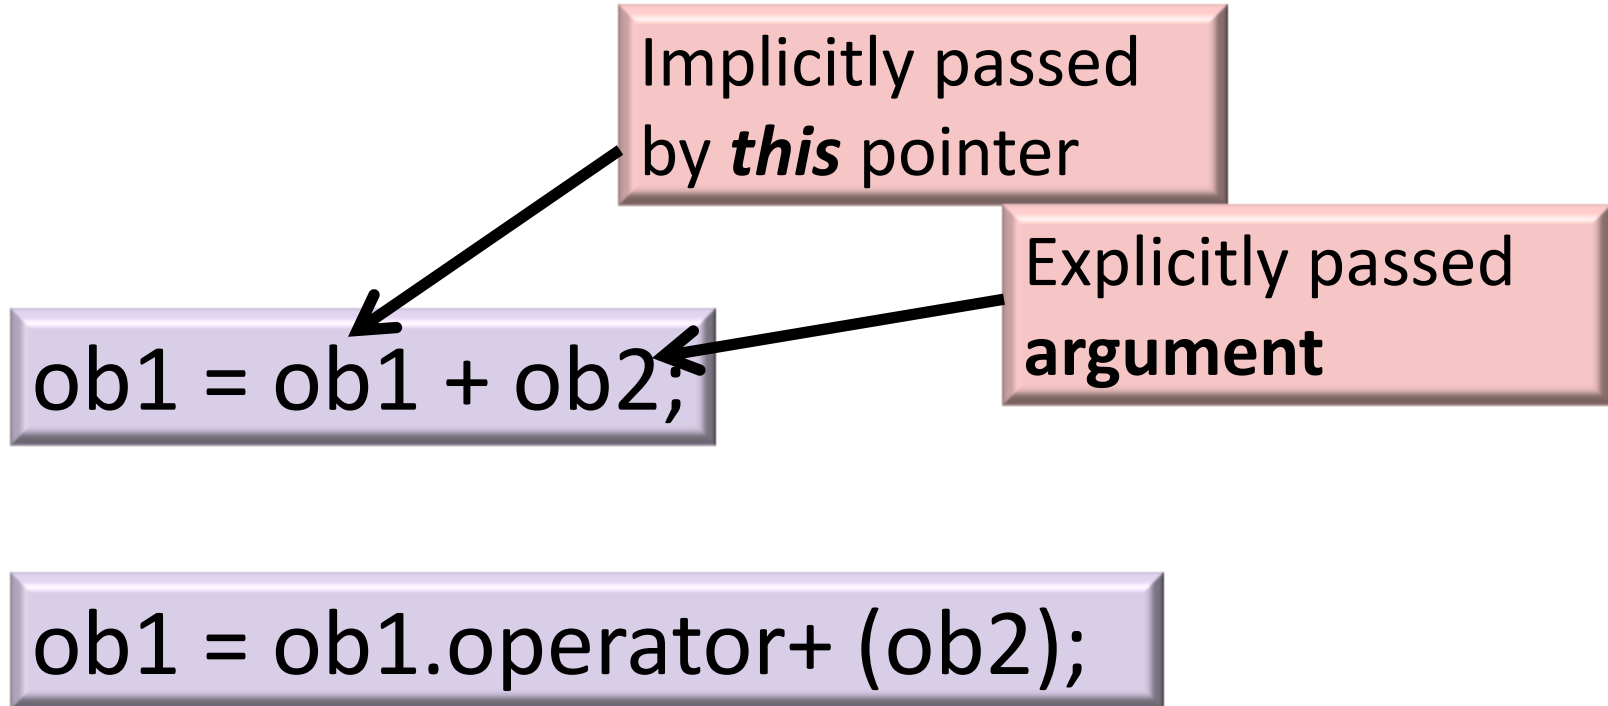 Implicitly passed
by this pointer
Explicitly passed
argument
ob1 = ob1 + ob2;
ob1 = ob1.operator+ (ob2);